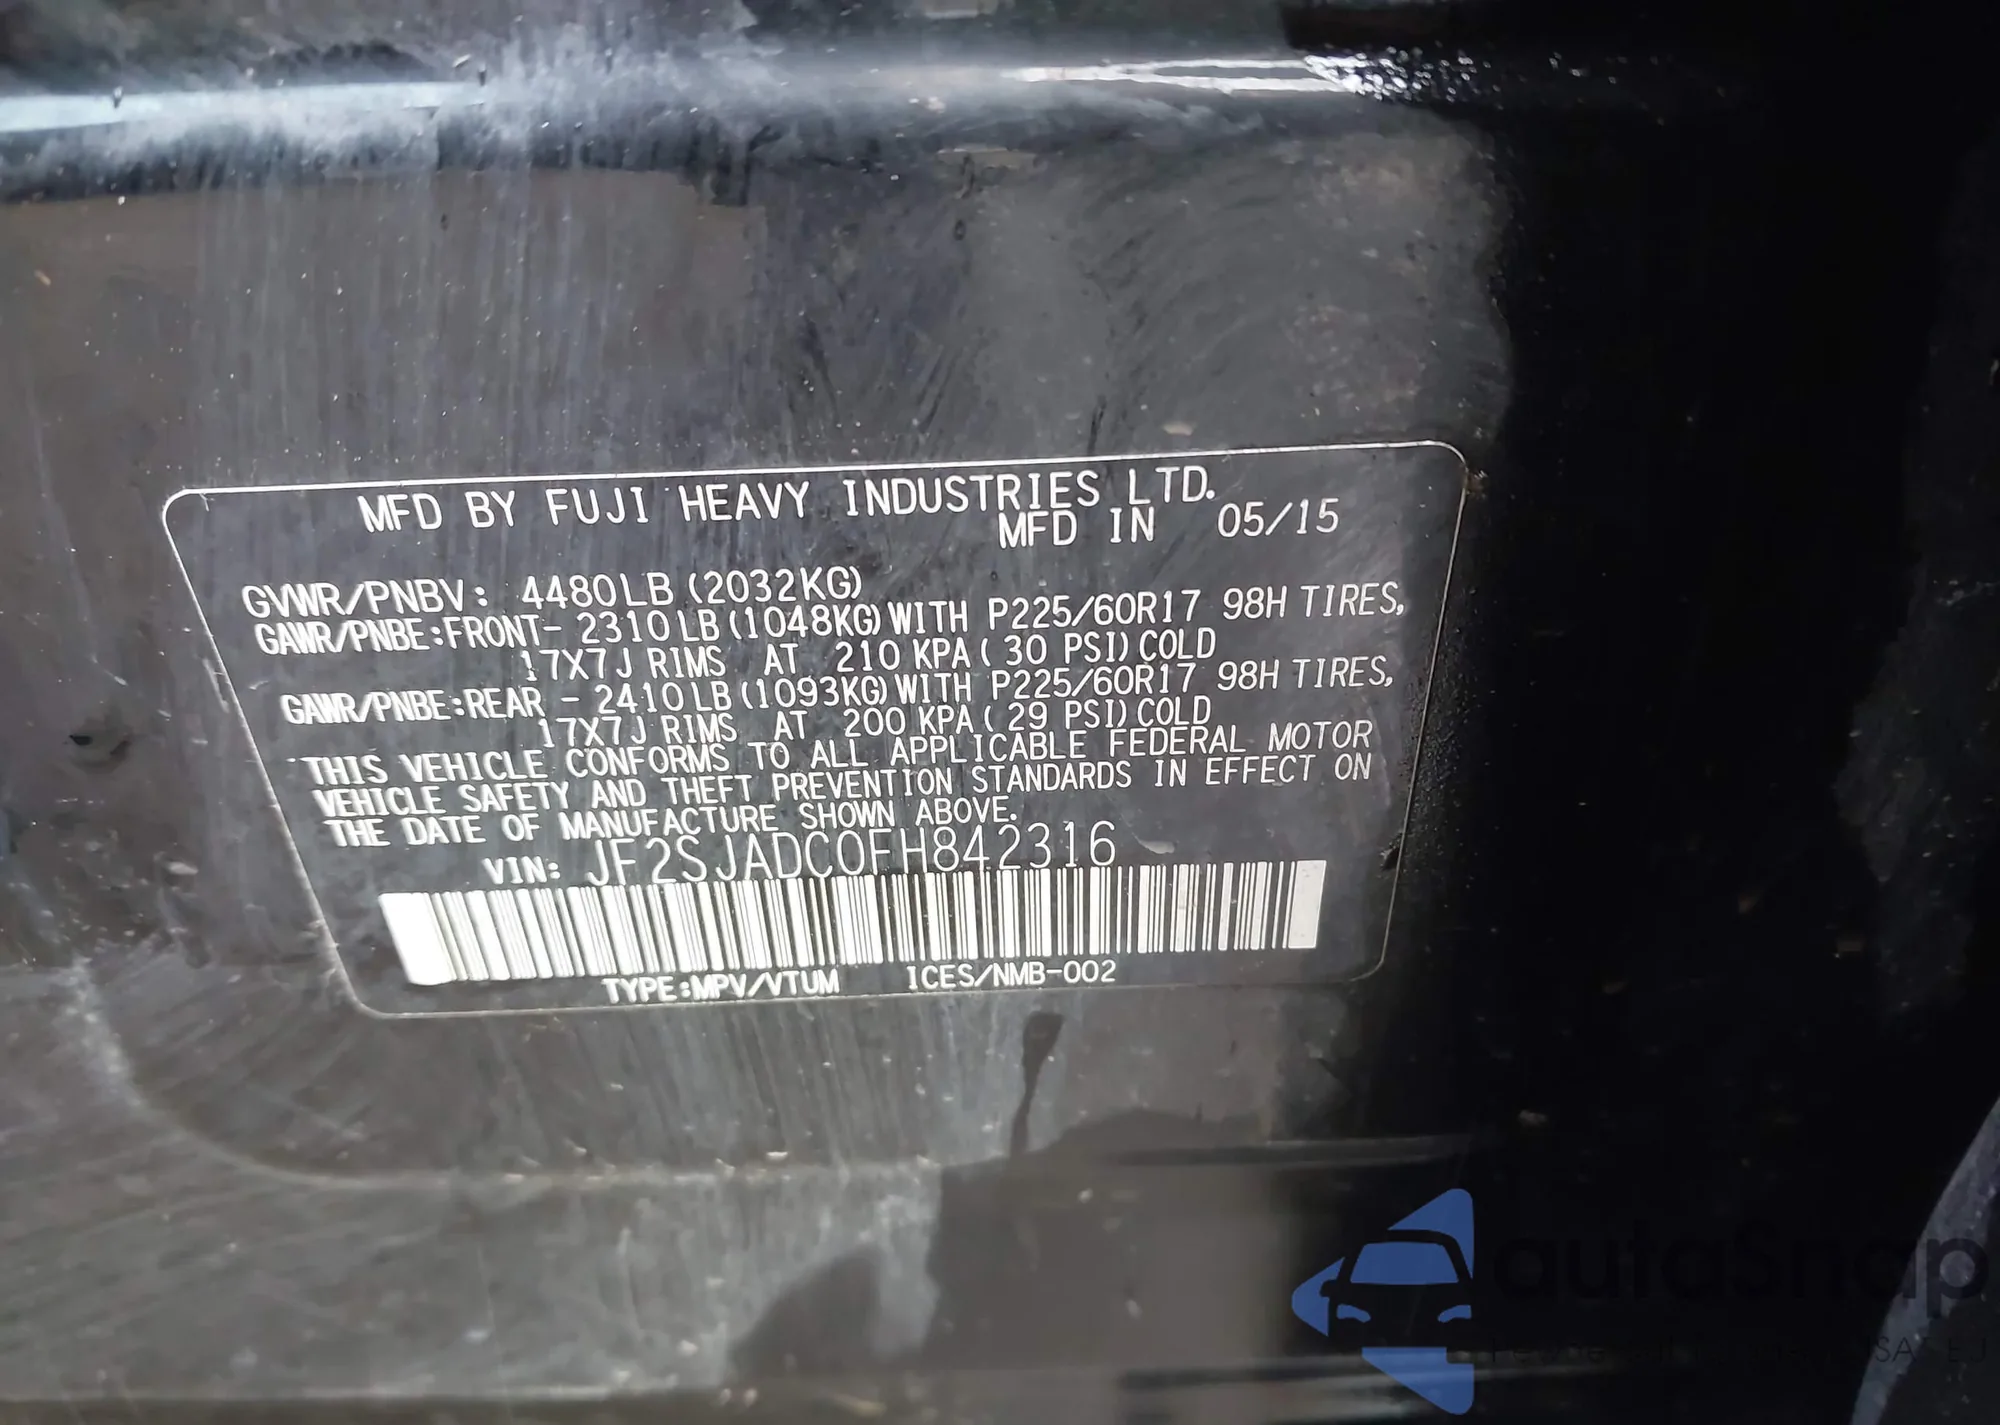 MFD BY FUJI HEAVY INDUSTRIES LTD.
MFD IN 05/15
GVWR/PNBV: 4480LB (2032KG)
GAWR/PNBE:FRONT- 2310LB (1048KG) WITH P225/60R17 98H TIRES,
17X7J RIMS AT 210 KPA ( 30 PSI) COLD
GAWR/PNBE:REAR - 2410LB (1093KG) WITH P225/60R17 98H TIRES,
17X7J RIMS AT 200 KPA ( 29 PSI) COLD
THIS VEHICLE CONFORMS TO ALL APPLICABLE FEDERAL MOTOR
VEHICLE SAFETY AND THEFT PREVENTION STANDARDS IN EFFECT ON
THE DATE OF MANUFACTURE SHOWN ABOVE.
VIN: JF2SJADC0FH842316
TYPE:MPV/VTUM ICES/NMB-002
autoSnap